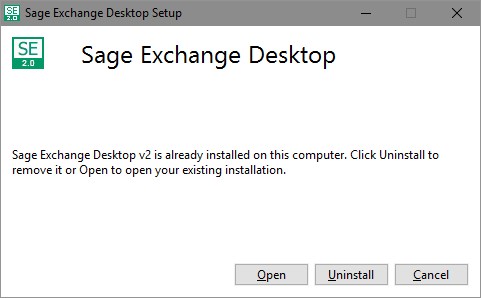 SE
2.0
Sage Exchange Desktop Setup
SE
2.0
Sage Exchange Desktop
Sage Exchange Desktop v2 is already installed on this computer. Click Uninstall to
remove it or Open to open your existing installation.
Open
Uninstall
Cancel